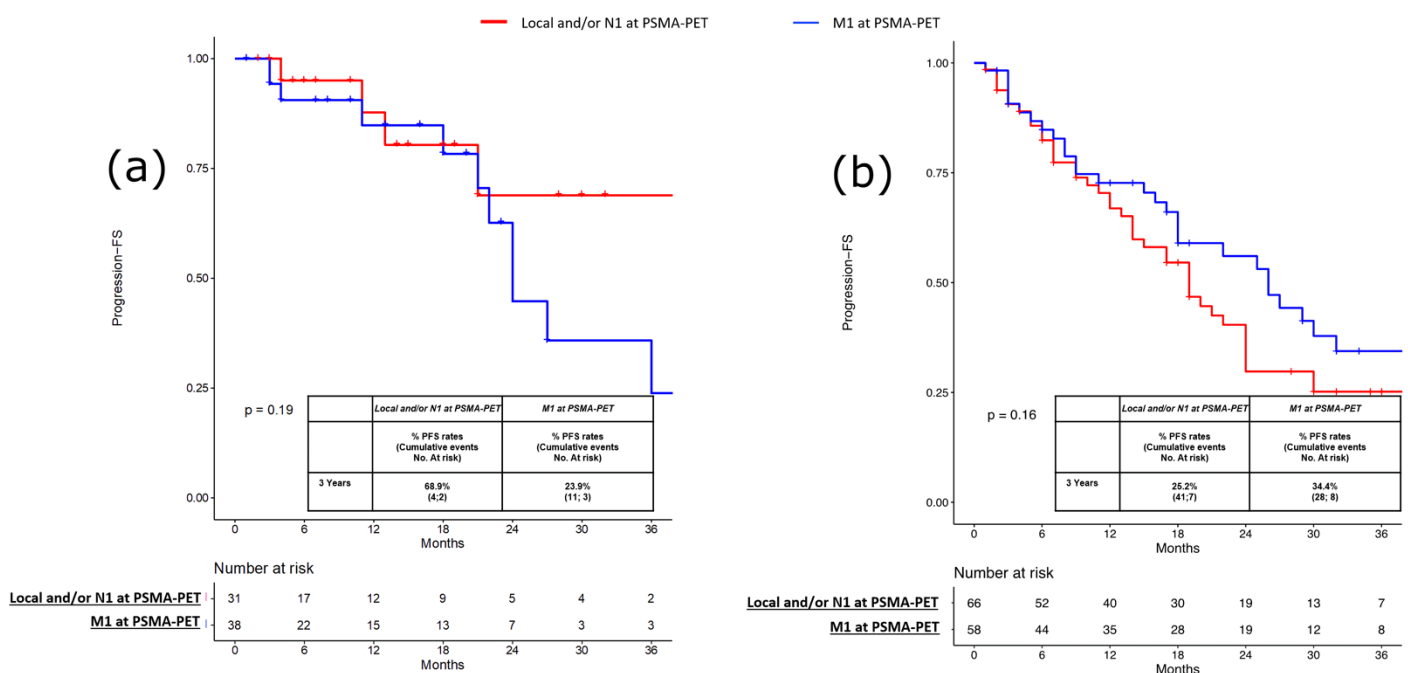 Local and/or N1 at PSMA-PET M1 at PSMA-PET
(a)
Progression-FS
1.00
0.75
0.50
0.25
0.00
p = 0.19
Local and/or N1 at PSMA-PET M1 at PSMA-PET
% PFS rates % PFS rates
(Cumulative events (Cumulative events
No. At risk) No. At risk)
3 Years 68.9% 23.9%
(4;2) (11; 3)
0 6 12 18 24 30 36
Months
Number at risk
Local and/or N1 at PSMA-PET 31 17 12 9 5 4 2
M1 at PSMA-PET 38 22 15 13 7 3 3
0 6 12 18 24 30 36
Months
(b)
Progression-FS
1.00
0.75
0.50
0.25
0.00
p = 0.16
Local and/or N1 at PSMA-PET M1 at PSMA-PET
% PFS rates % PFS rates
(Cumulative events (Cumulative events
No. At risk) No. At risk)
3 Years 25.2% 34.4%
(41;7) (28; 8)
0 6 12 18 24 30 36
Months
Number at risk
Local and/or N1 at PSMA-PET 66 52 40 30 19 13 7
M1 at PSMA-PET 58 44 35 28 19 12 8
0 6 12 18 24 30 36
Months